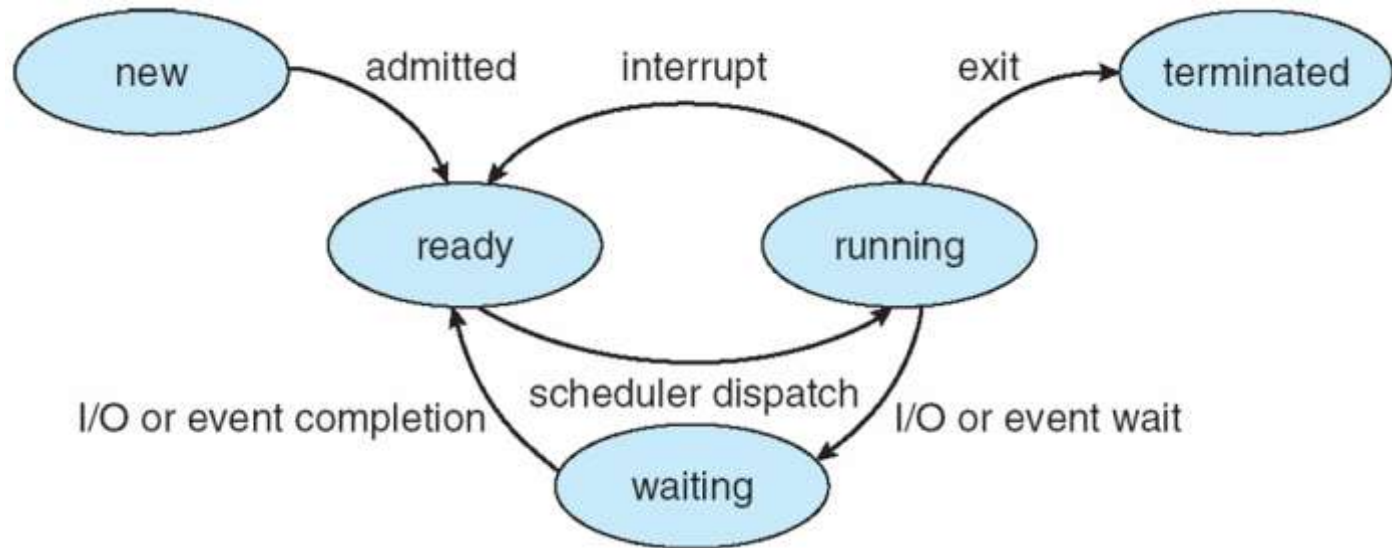 new
admitted
interrupt
exit
terminated
ready
running
scheduler dispatch
I/O or event completion
I/O or event wait
waiting